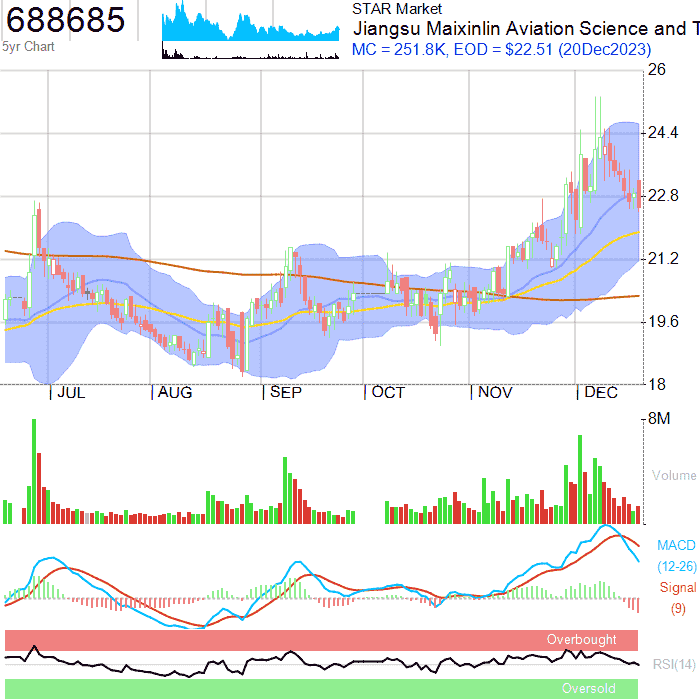 688685
5yr Chart
STAR Market
Jiangsu Maixinlin Aviation Science and T
MC = 251.8K, EOD = $22.51 (20Dec2023)
26
24.4
22.8
21.2
19.6
18
JUL
AUG
SEP
OCT
NOV
DEC
8M
Volume
MACD
(12-26)
Signal
(9)
Overbought
RSI(14)
Oversold